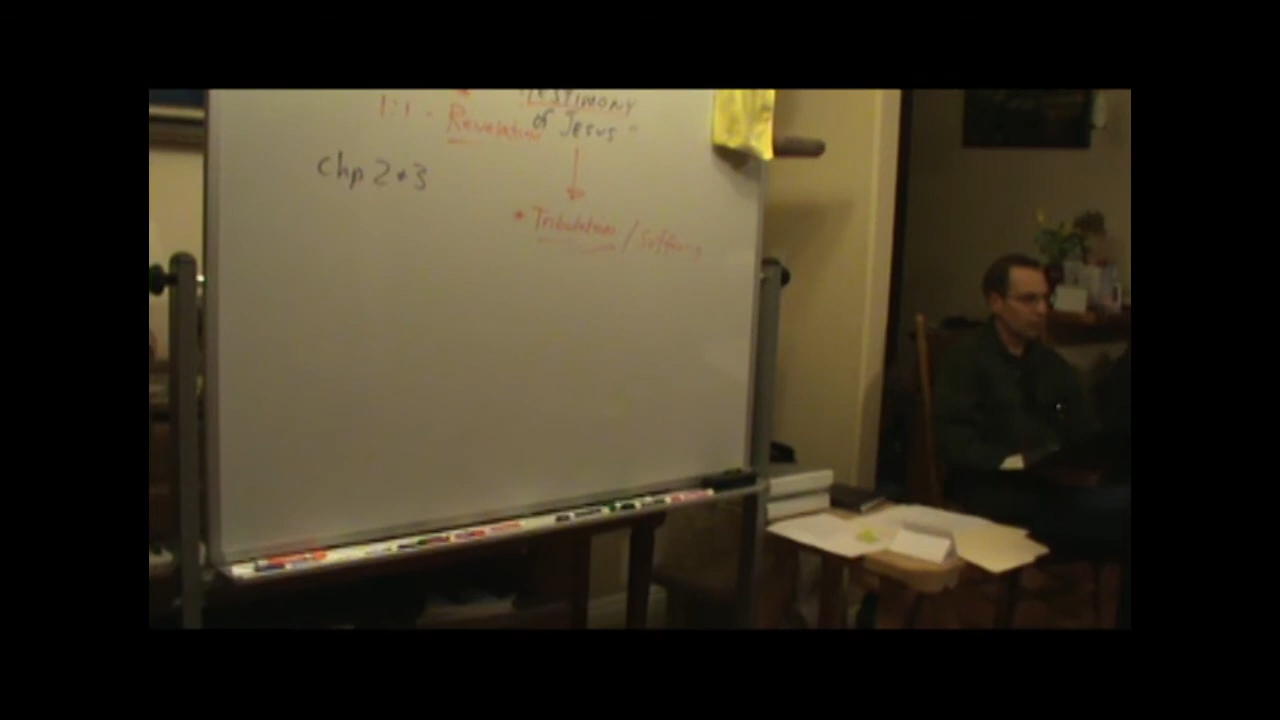 TESTIMONY
1:1 - Revelation
of Jesus"
Chp 2+3
* Tribulation / Suffering